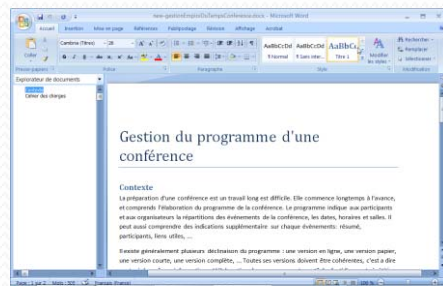 new-gestionEmploiDuTempsConference.docx - Microsoft Word
Accueil Insertion Mise en page Références Publipostage Révision Affichage Acrobat
Coller
Cambria (Titres) - 26
AaBbCcDd AaBbCcDd AaBbCc
¶ Normal ¶ Sans inter... Titre 1
Modifier les styles
Rechercher
Remplacer
Sélectionner
Presse-papiers Police Paragraphe Style Modification
Explorateur de documents
Contexte
Cahier des charges
Gestion du programme d'une
conférence
Contexte
La préparation d'une conférence est un travail long est difficile. Elle commence longtemps à l'avance,
et comprends l'élaboration du programme de la conférence. Le programme indique aux participants
et aux organisateurs la répartitions des événements de la conférence, les dates, horaires et salles. Il
peut aussi comprendre des indications supplémentaire sur chaque événements: résumé,
participants, liens utiles, ...
Il existe généralement plusieurs déclinaison du programme : une version en ligne, une version papier,
une version courte, une version complète, ... Toutes ses versions doivent être cohérentes, c'est a dire
Page : 1 sur 2 Mots : 505 Français (France) 100 %